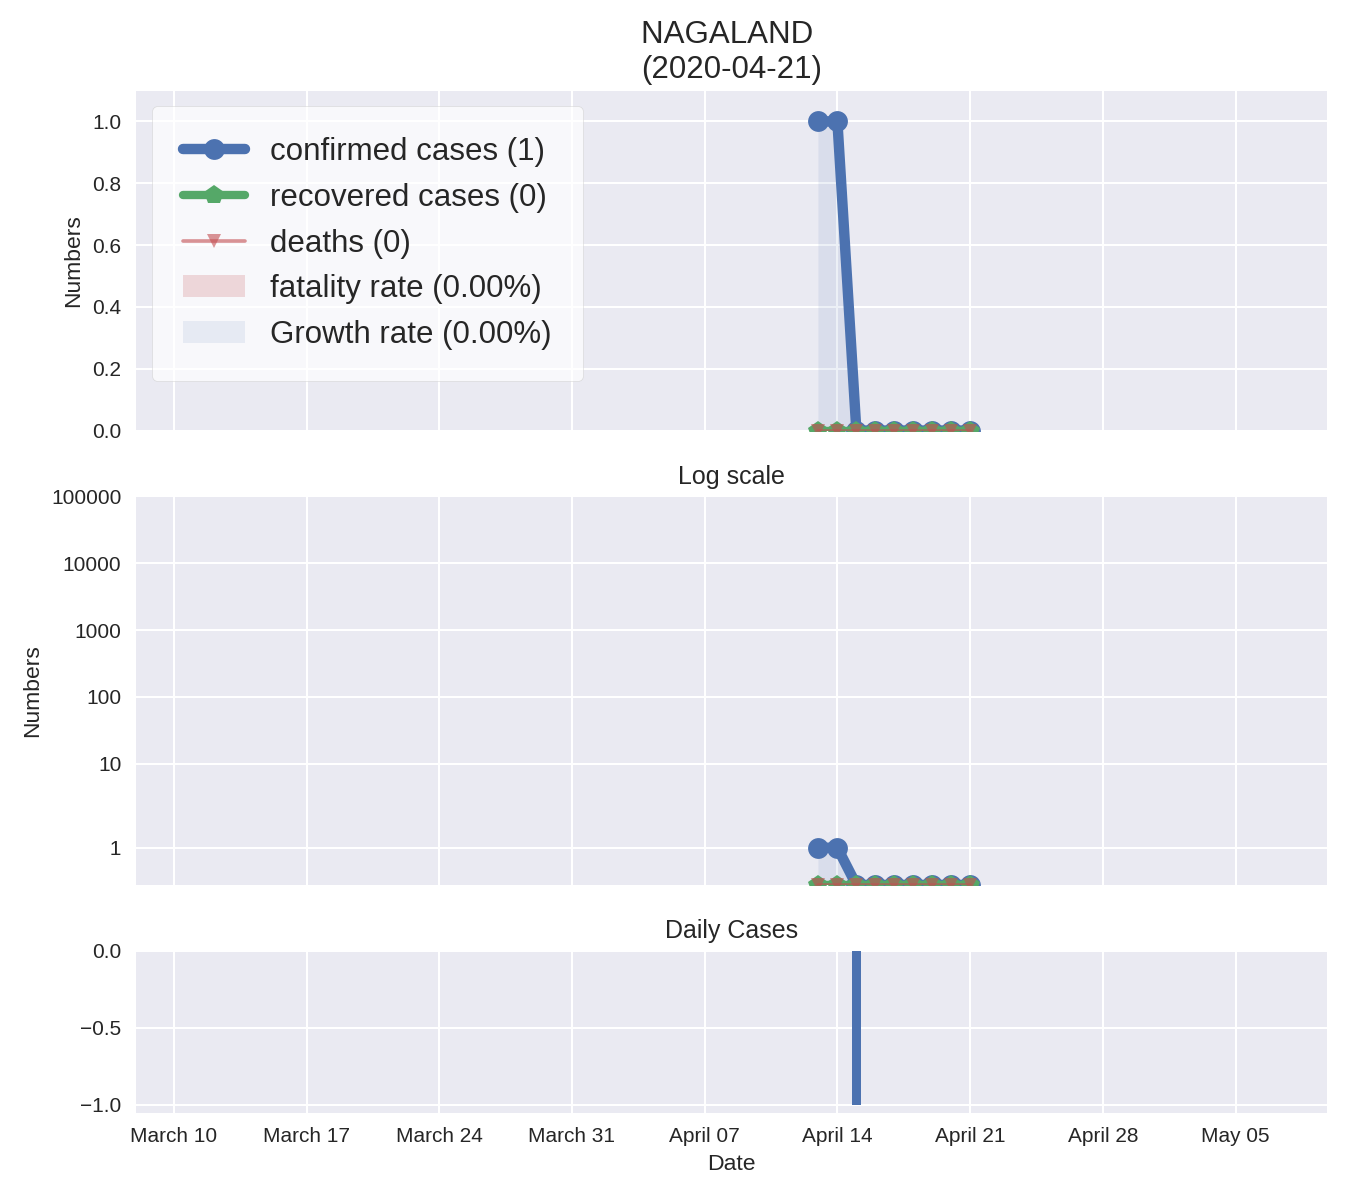 NAGALAND
(2020-04-21)
confirmed cases (1)
recovered cases (0)
deaths (0)
fatality rate (0.00%)
Growth rate (0.00%)
Numbers
1.0
0.8
0.6
0.4
0.2
0.0
Log scale
Numbers
100000
10000
1000
100
10
1
Daily Cases
0.0
−0.5
−1.0
March 10 March 17 March 24 March 31 April 07 April 14 April 21 April 28 May 05
Date